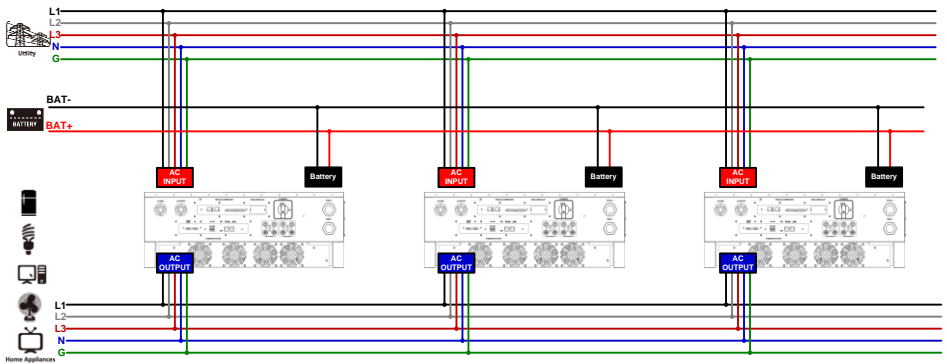 L1
L2
L3
Utility
N
G
BAT-
BATTERY
BAT+
AC
INPUT
Battery
AC
INPUT
Battery
AC
INPUT
Battery
AC
OUTPUT
AC
OUTPUT
AC
OUTPUT
L1
L2
L3
N
Home Appliances
G